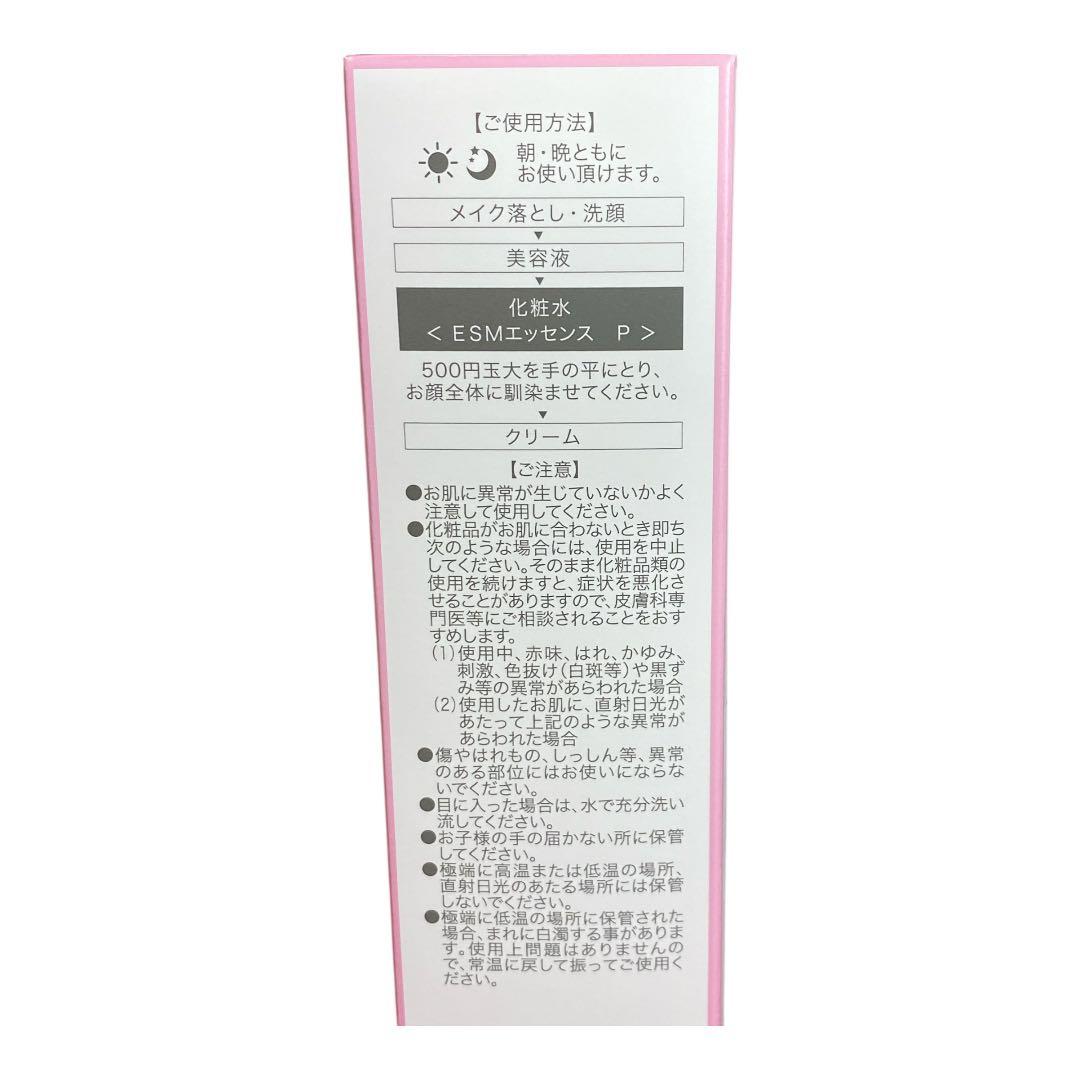 【ご使用方法】
朝・晩ともに
お使い頂けます。
メイク落とし・洗顔
▼
美容液
▼
化粧水
＜ ESMエッセンス　P ＞
500円玉大を手の平にとり、
お顔全体に馴染ませてください。
▼
クリーム
【ご注意】
●お肌に異常が生じていないかよく
注意して使用してください。
●化粧品がお肌に合わないとき即ち
次のような場合には、使用を中止
してください。そのまま化粧品類の
使用を続けますと、症状を悪化さ
せることがありますので、皮膚科専
門医等にご相談されることをおす
すめします。
(1)使用中、赤味、はれ、かゆみ、
刺激、色抜け(白斑等)や黒ず
み等の異常があらわれた場合
(2)使用したお肌に、直射日光が
あたって上記のような異常が
あらわれた場合
●傷やはれもの、しっしん等、異常
のある部位にはお使いにならな
いでください。
●目に入った場合は、水で充分洗い
流してください。
●お子様の手の届かない所に保管
してください。
●極端に高温または低温の場所、
直射日光のあたる場所には保管
しないでください。
●極端に低温の場所に保管された
場合、まれに白濁する事がありま
す。使用上問題はありませんの
で、常温に戻して振ってご使用く
ださい。